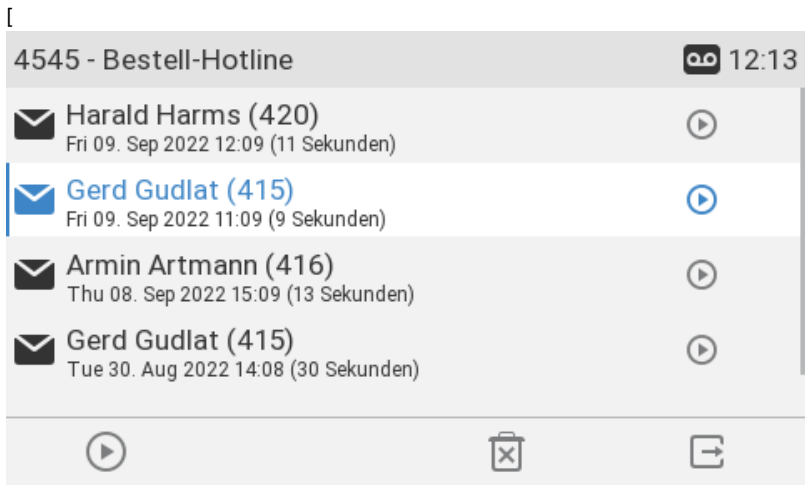 [
4545 - Bestell-Hotline 12:13
Harald Harms (420)
Fri 09. Sep 2022 12:09 (11 Sekunden)
Gerd Gudlat (415)
Fri 09. Sep 2022 11:09 (9 Sekunden)
Armin Artmann (416)
Thu 08. Sep 2022 15:09 (13 Sekunden)
Gerd Gudlat (415)
Tue 30. Aug 2022 14:08 (30 Sekunden)